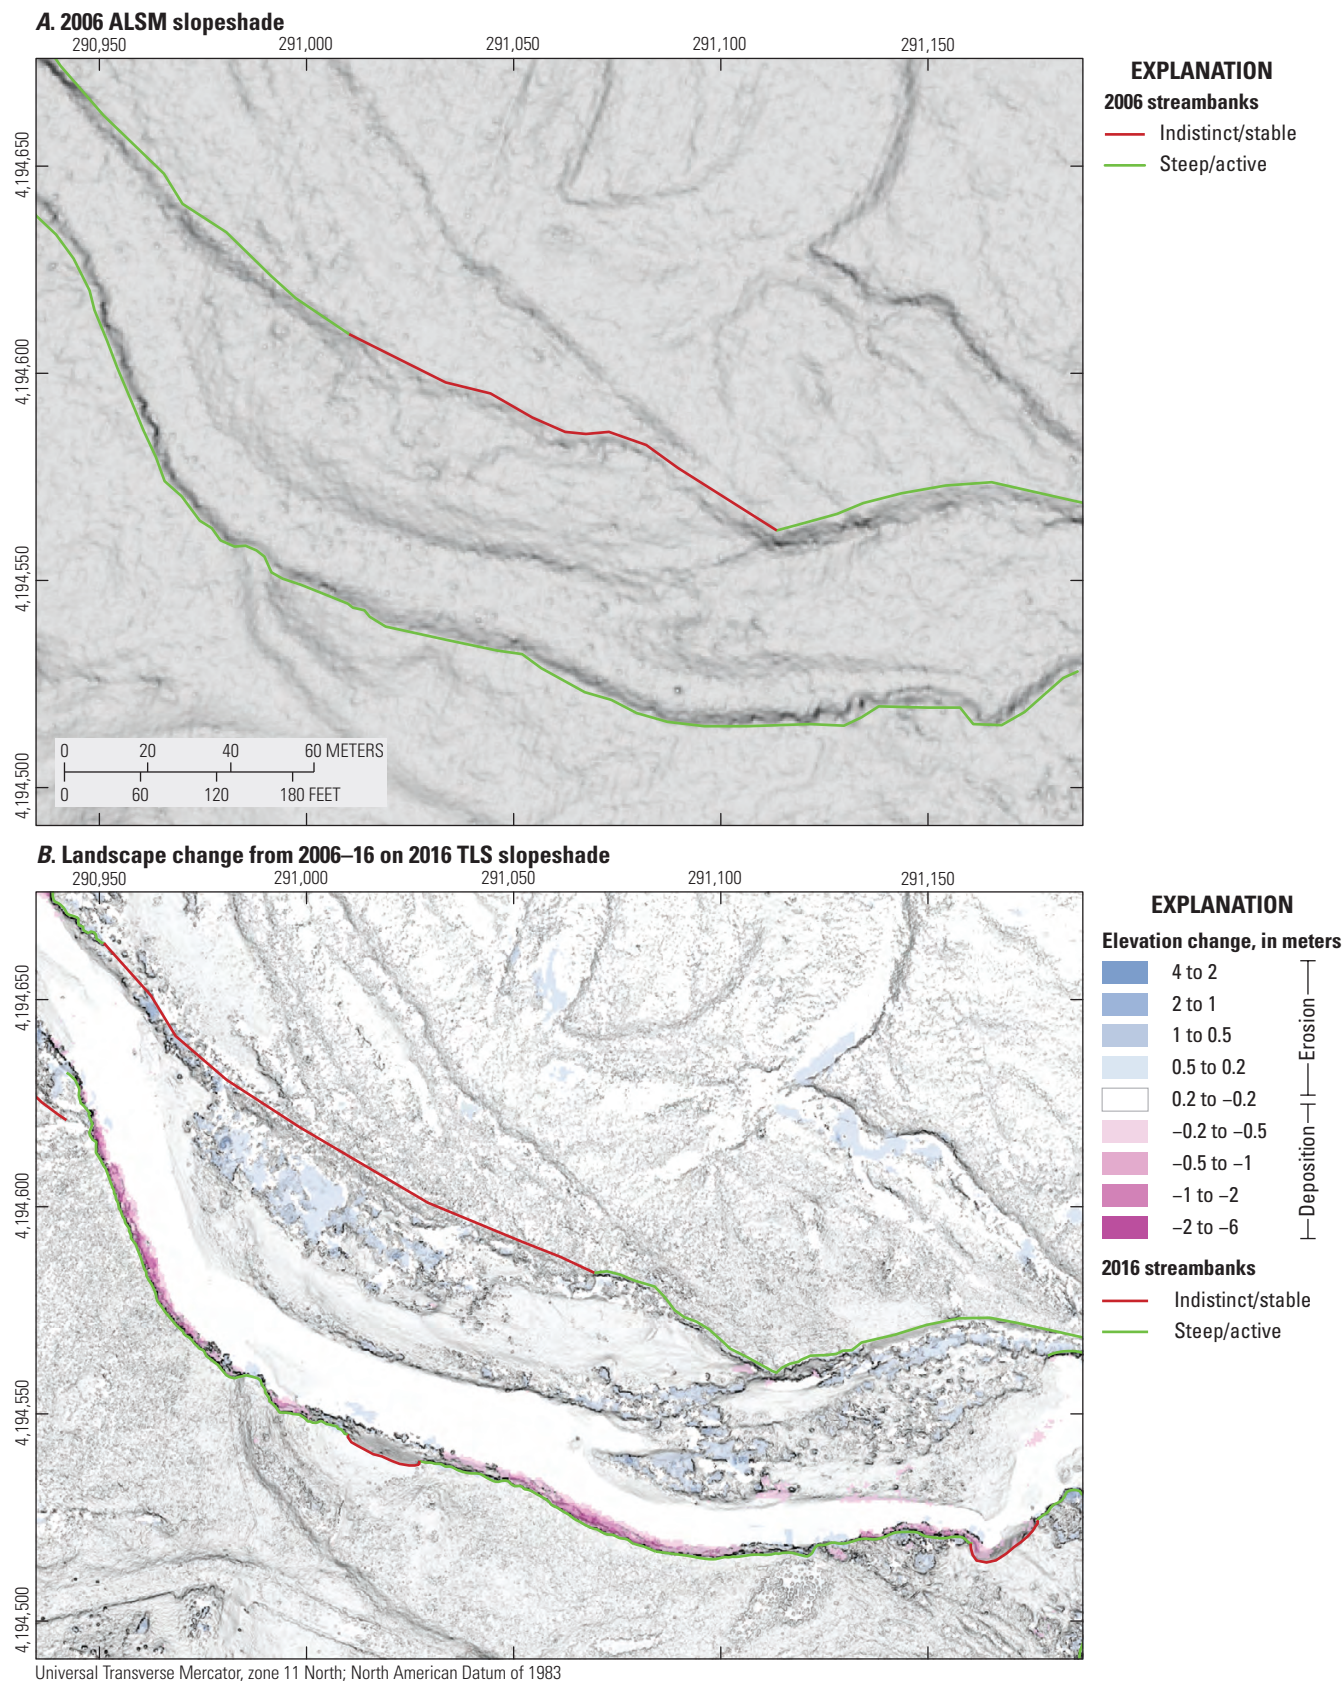 A. 2006 ALSM slopeshade
290,950 291,000 291,050 291,100 291,150
4,194,650
4,194,600
4,194,550
4,194,500
0 20 40 60 METERS
0 60 120 180 FEET
EXPLANATION
2006 streambanks
Indistinct/stable
Steep/active
B. Landscape change from 2006–16 on 2016 TLS slopeshade
290,950 291,000 291,050 291,100 291,150
4,194,650
4,194,600
4,194,550
4,194,500
EXPLANATION
Elevation change, in meters
4 to 2
2 to 1
1 to 0.5
0.5 to 0.2
Erosion
0.2 to −0.2
−0.2 to −0.5
−0.5 to −1
−1 to −2
−2 to −6
Deposition
2016 streambanks
Indistinct/stable
Steep/active
Universal Transverse Mercator, zone 11 North; North American Datum of 1983